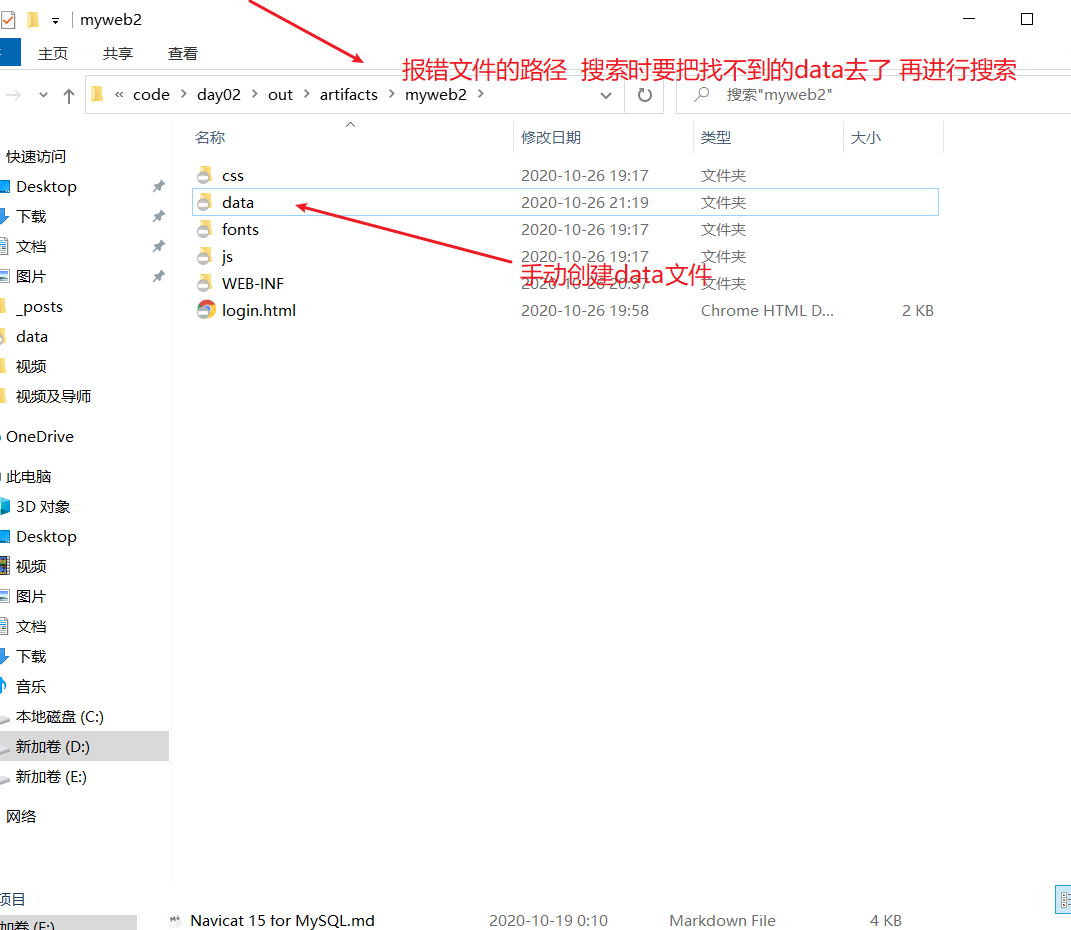 myweb2
主页 共享 查看
报错文件的路径 搜索时要把找不到的data去了 再进行搜索
« code > day02 > out > artifacts > myweb2 > 搜索"myweb2"
名称 修改日期 类型 大小
快速访问
css 2020-10-26 19:17 文件夹
Desktop
data 2020-10-26 21:19 文件夹
下载
fonts 2020-10-26 19:17 文件夹
文档
js 2020-10-26 19:17 文件夹
手动创建data文件
图片
WEB-INF 2020-10-26 20:37 文件夹
_posts
login.html 2020-10-26 19:58 Chrome HTML D... 2 KB
data
视频
视频及导师
OneDrive
此电脑
3D 对象
Desktop
视频
图片
文档
下载
音乐
本地磁盘 (C:)
新加卷 (D:)
新加卷 (E:)
网络
项目
加卷 (E:)
Navicat 15 for MySQL.md 2020-10-19 0:10 Markdown File 4 KB